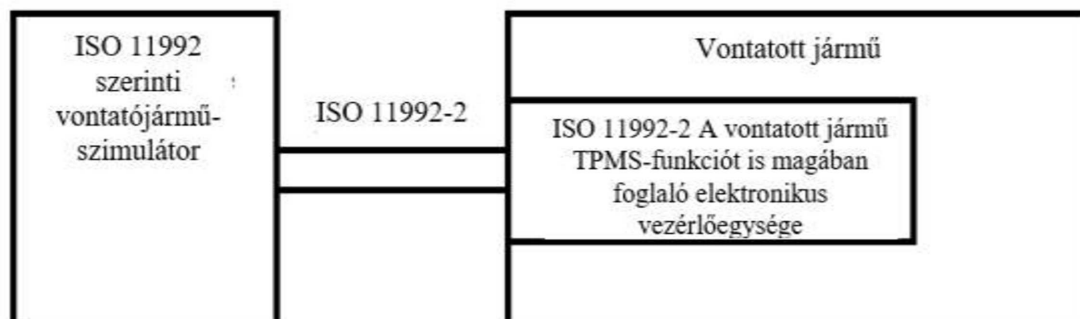 ISO 11992
szerinti
vontatójármű-
szimulátor
ISO 11992-2
Vontatott jármű
ISO 11992-2 A vontatott jármű
TPMS-funkciót is magában
foglaló elektronikus
vezérlőegysége